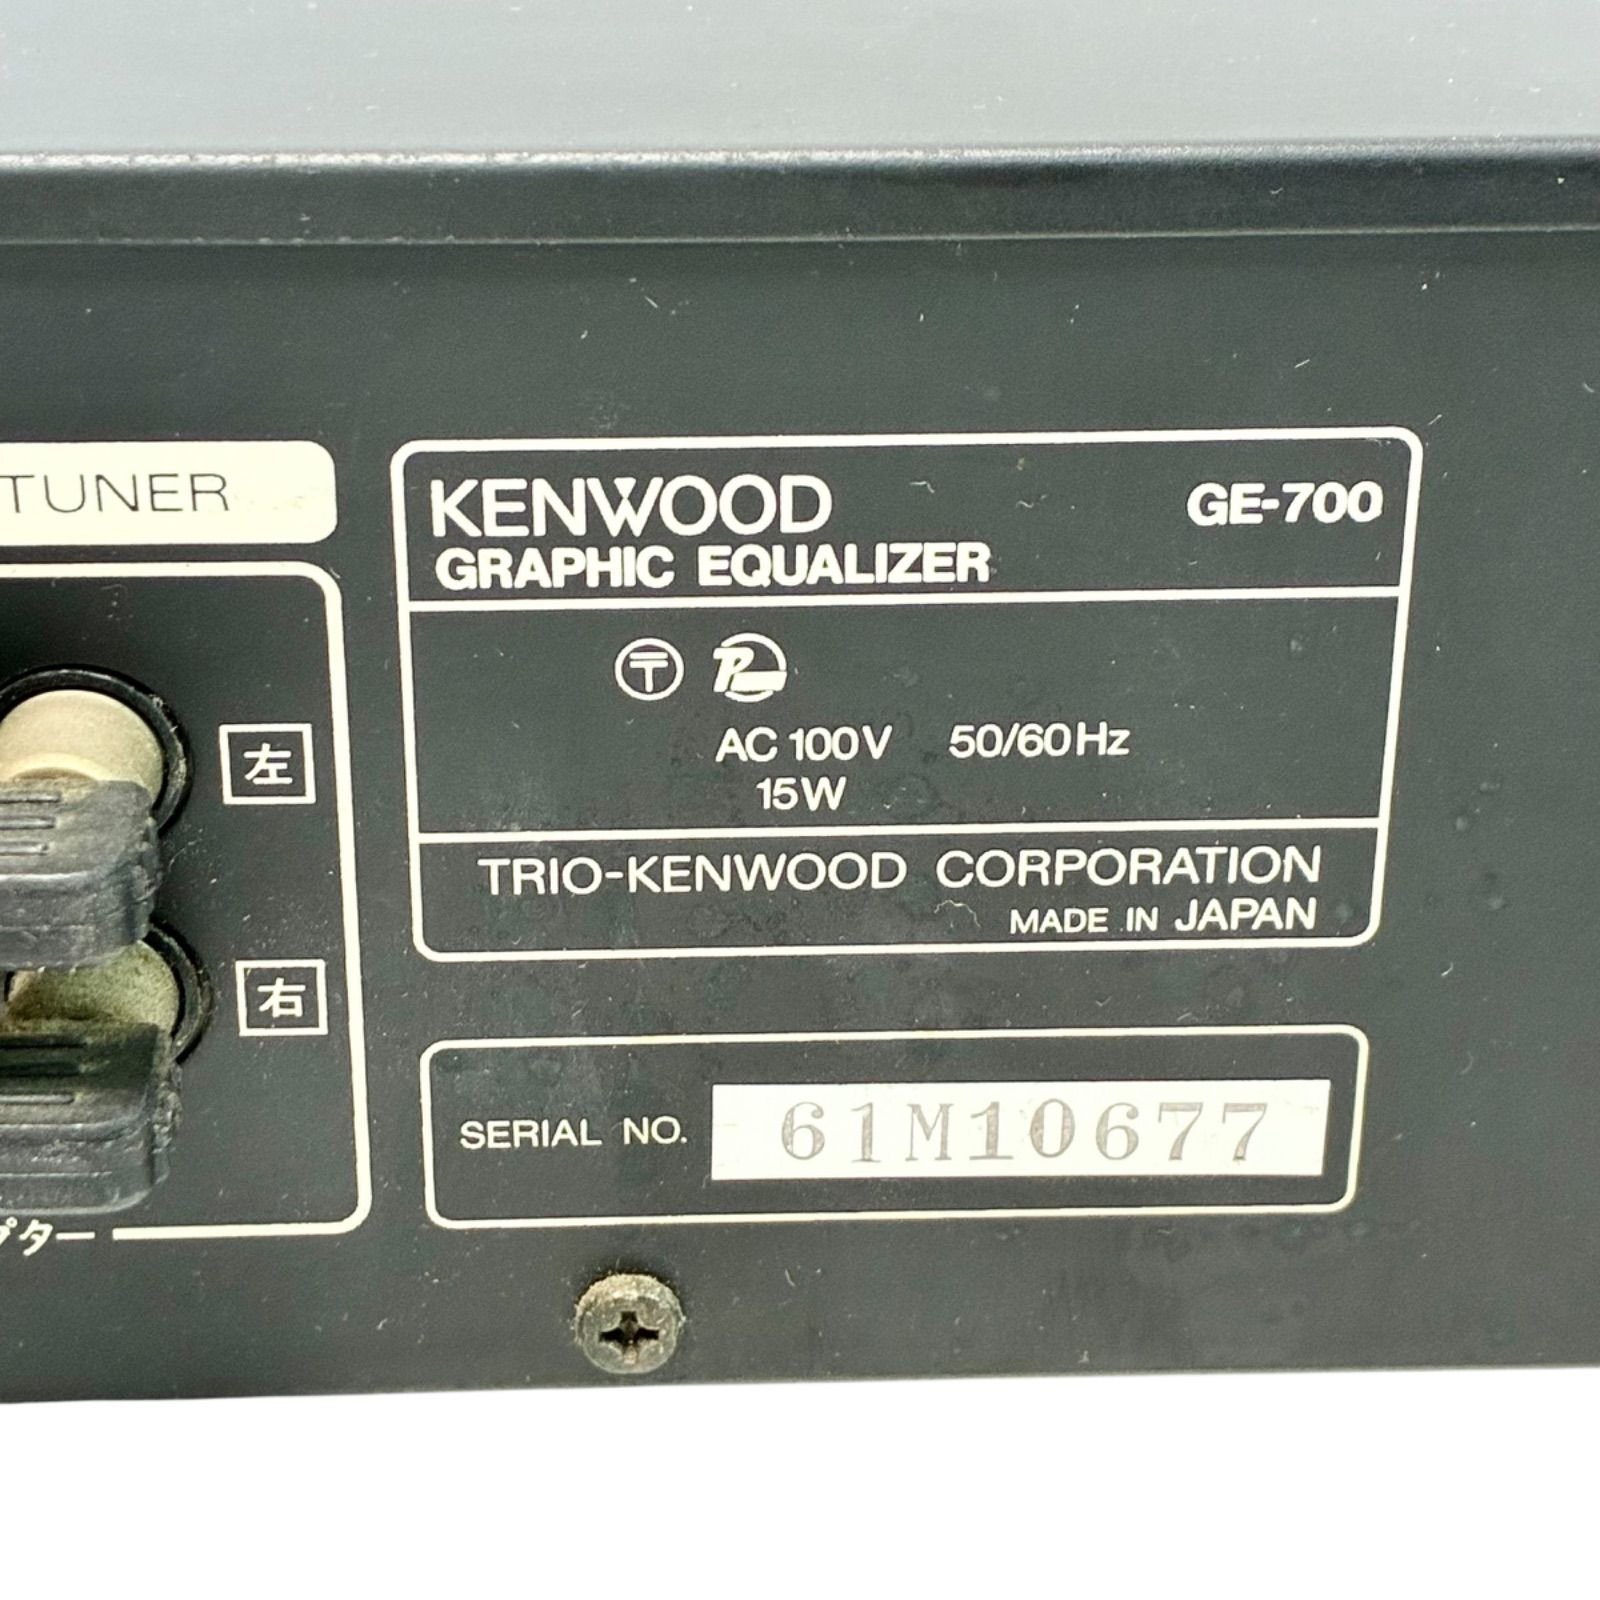 TUNER
KENWOOD GE-700
GRAPHIC EQUALIZER
〒 P
AC 100V 50/60Hz
15W
TRIO-KENWOOD CORPORATION
MADE IN JAPAN
左
右
SERIAL NO. 61M10677
プター